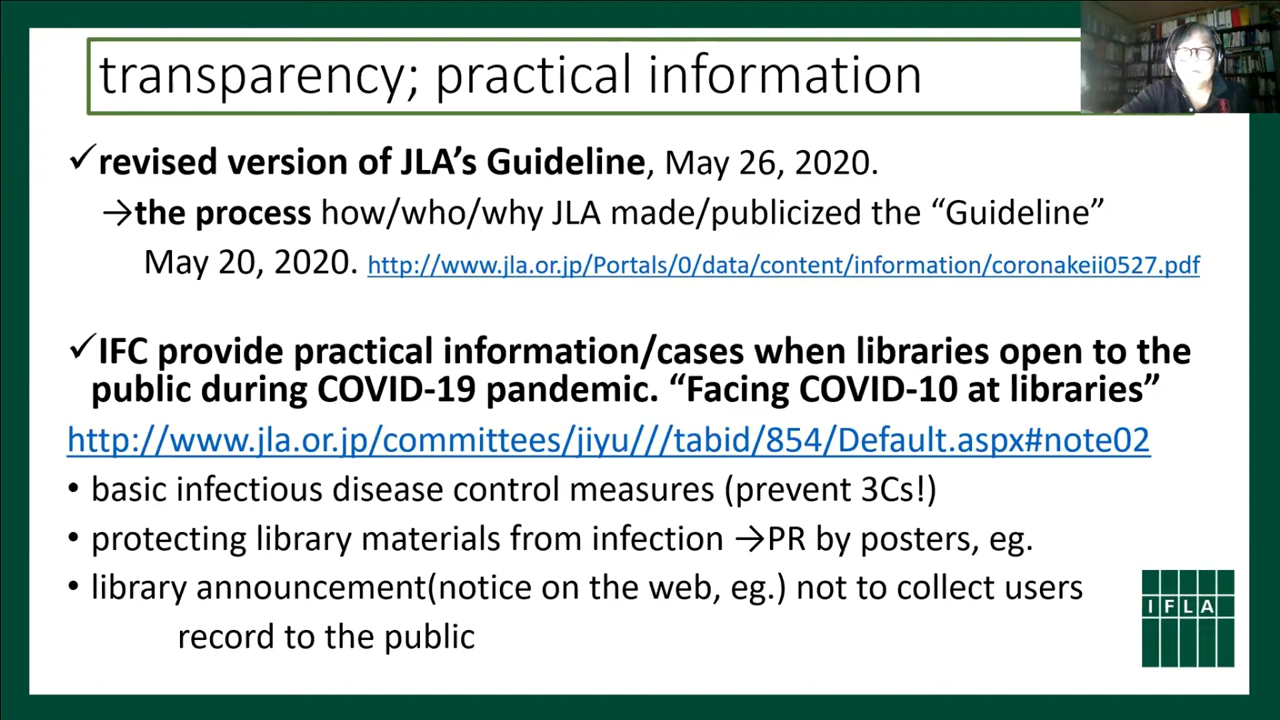 transparency; practical information
✓revised version of JLA’s Guideline, May 26, 2020.
→the process how/who/why JLA made/publicized the “Guideline”
May 20, 2020. http://www.jla.or.jp/Portals/0/data/content/information/coronakeii0527.pdf
✓IFC provide practical information/cases when libraries open to the
public during COVID-19 pandemic. “Facing COVID-10 at libraries”
http://www.jla.or.jp/committees/jiyu///tabid/854/Default.aspx#note02
• basic infectious disease control measures (prevent 3Cs!)
• protecting library materials from infection →PR by posters, eg.
• library announcement(notice on the web, eg.) not to collect users
record to the public
IFLA